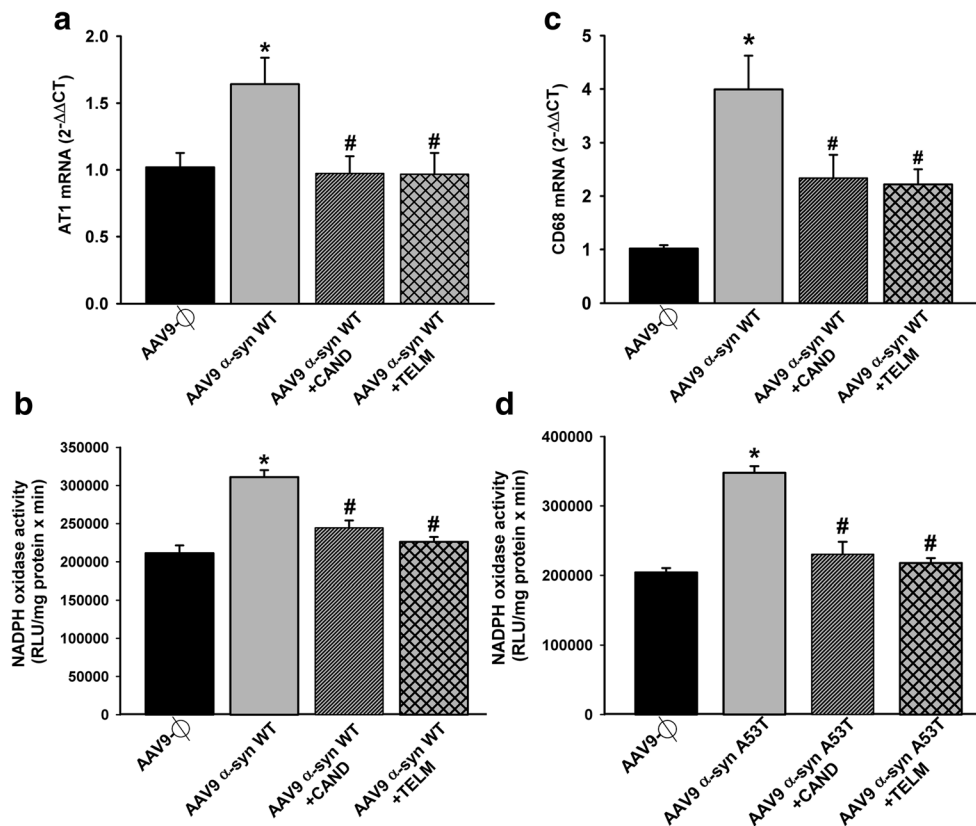 a
AT1 mRNA (2-ΔΔCT)
2.0
1.5
1.0
0.5
0.0
*
#
#
AAV9-∅
AAV9 α-syn WT
AAV9 α-syn WT
+CAND
AAV9 α-syn WT
+TELM
c
CD68 mRNA (2-ΔΔCT)
5
4
3
2
1
0
*
#
#
AAV9-∅
AAV9 α-syn WT
AAV9 α-syn WT
+CAND
AAV9 α-syn WT
+TELM
b
NADPH oxidase activity
(RLU/mg protein x min)
350000
300000
250000
200000
150000
100000
50000
0
*
#
#
AAV9-∅
AAV9 α-syn WT
AAV9 α-syn WT
+CAND
AAV9 α-syn WT
+TELM
d
NADPH oxidase activity
(RLU/mg protein x min)
400000
300000
200000
100000
0
*
#
#
AAV9-∅
AAV9 α-syn A53T
AAV9 α-syn A53T
+CAND
AAV9 α-syn A53T
+TELM